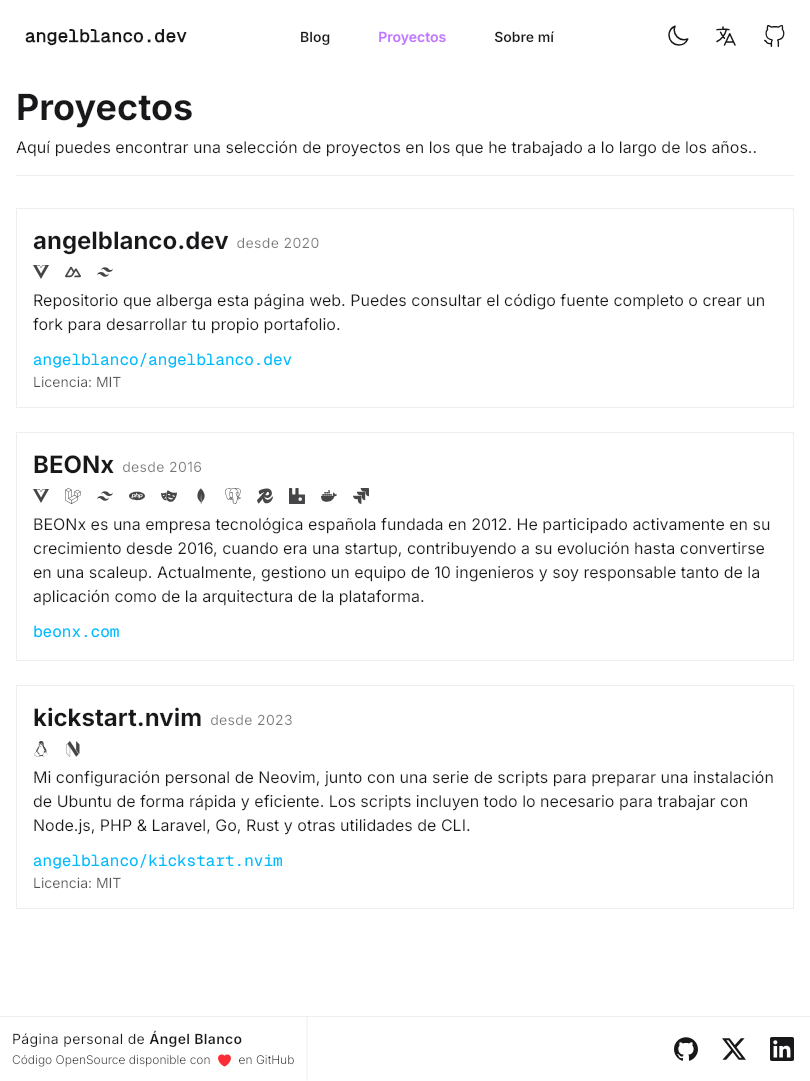 angelblanco.dev
Blog
Proyectos
Sobre mí
Proyectos
Aquí puedes encontrar una selección de proyectos en los que he trabajado a lo largo de los años..
angelblanco.dev desde 2020
Repositorio que alberga esta página web. Puedes consultar el código fuente completo o crear un
fork para desarrollar tu propio portafolio.
angelblanco/angelblanco.dev
Licencia: MIT
BEONx desde 2016
php
BEONx es una empresa tecnológica española fundada en 2012. He participado activamente en su
crecimiento desde 2016, cuando era una startup, contribuyendo a su evolución hasta convertirse
en una scaleup. Actualmente, gestiono un equipo de 10 ingenieros y soy responsable tanto de la
aplicación como de la arquitectura de la plataforma.
beonx.com
kickstart.nvim desde 2023
Mi configuración personal de Neovim, junto con una serie de scripts para preparar una instalación
de Ubuntu de forma rápida y eficiente. Los scripts incluyen todo lo necesario para trabajar con
Node.js, PHP & Laravel, Go, Rust y otras utilidades de CLI.
angelblanco/kickstart.nvim
Licencia: MIT
Página personal de Ángel Blanco
Código OpenSource disponible con ❤️ en GitHub